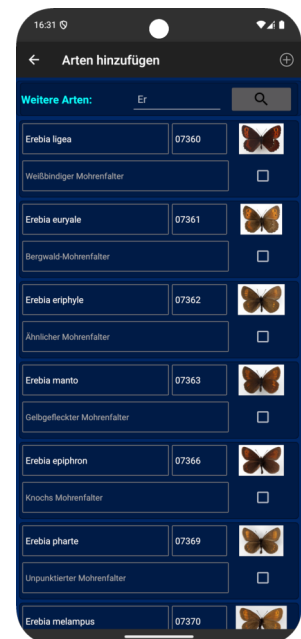 16:31
Arten hinzufügen
Weitere Arten: Er
Erebia ligea 07360
Weißbindiger Mohrenfalter
Erebia euryale 07361
Bergwald-Mohrenfalter
Erebia eriphyle 07362
Ähnlicher Mohrenfalter
Erebia manto 07363
Gelbgefleckter Mohrenfalter
Erebia epiphron 07366
Knochs Mohrenfalter
Erebia pharte 07369
Unpunktierter Mohrenfalter
Erebia melampus 07370